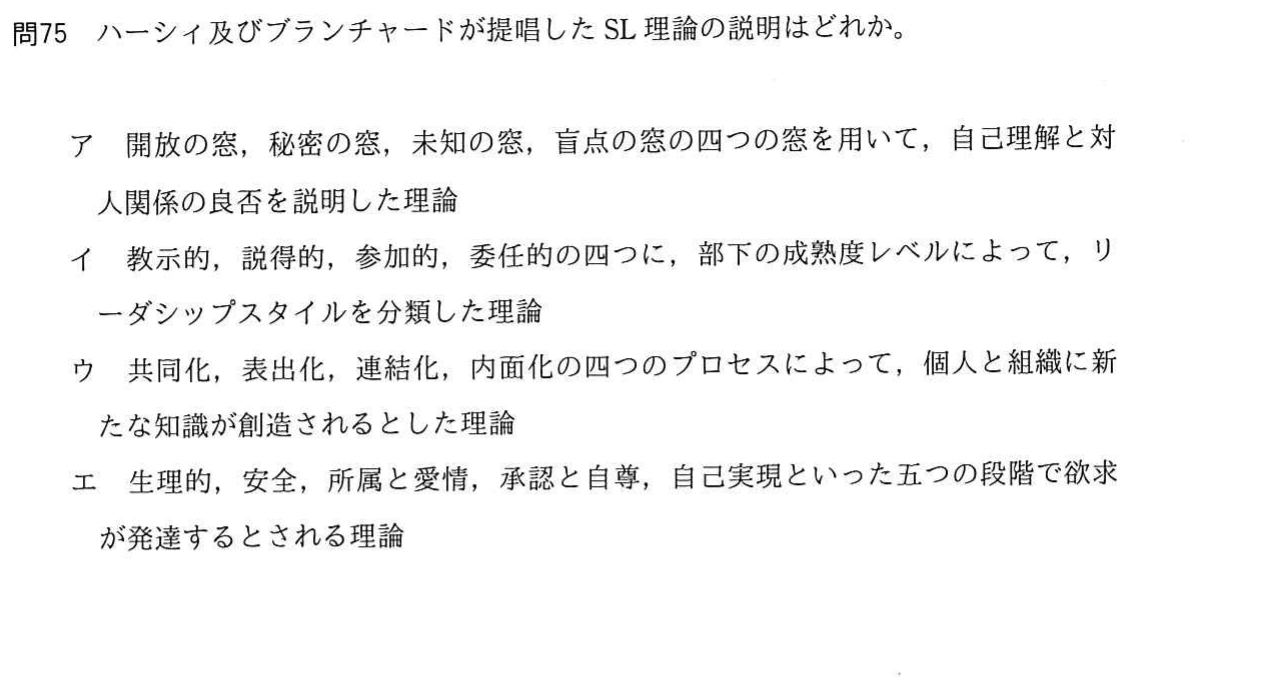 問75　ハーシィ及びブランチャードが提唱した SL 理論の説明はどれか。
ア　開放の窓，秘密の窓，未知の窓，盲点の窓の四つの窓を用いて，自己理解と対
人関係の良否を説明した理論
イ　教示的，説得的，参加的，委任的の四つに，部下の成熟度レベルによって，リ
ーダシップスタイルを分類した理論
ウ　共同化，表出化，連結化，内面化の四つのプロセスによって，個人と組織に新
たな知識が創造されるとした理論
エ　生理的，安全，所属と愛情，承認と自尊，自己実現といった五つの段階で欲求
が発達するとされる理論